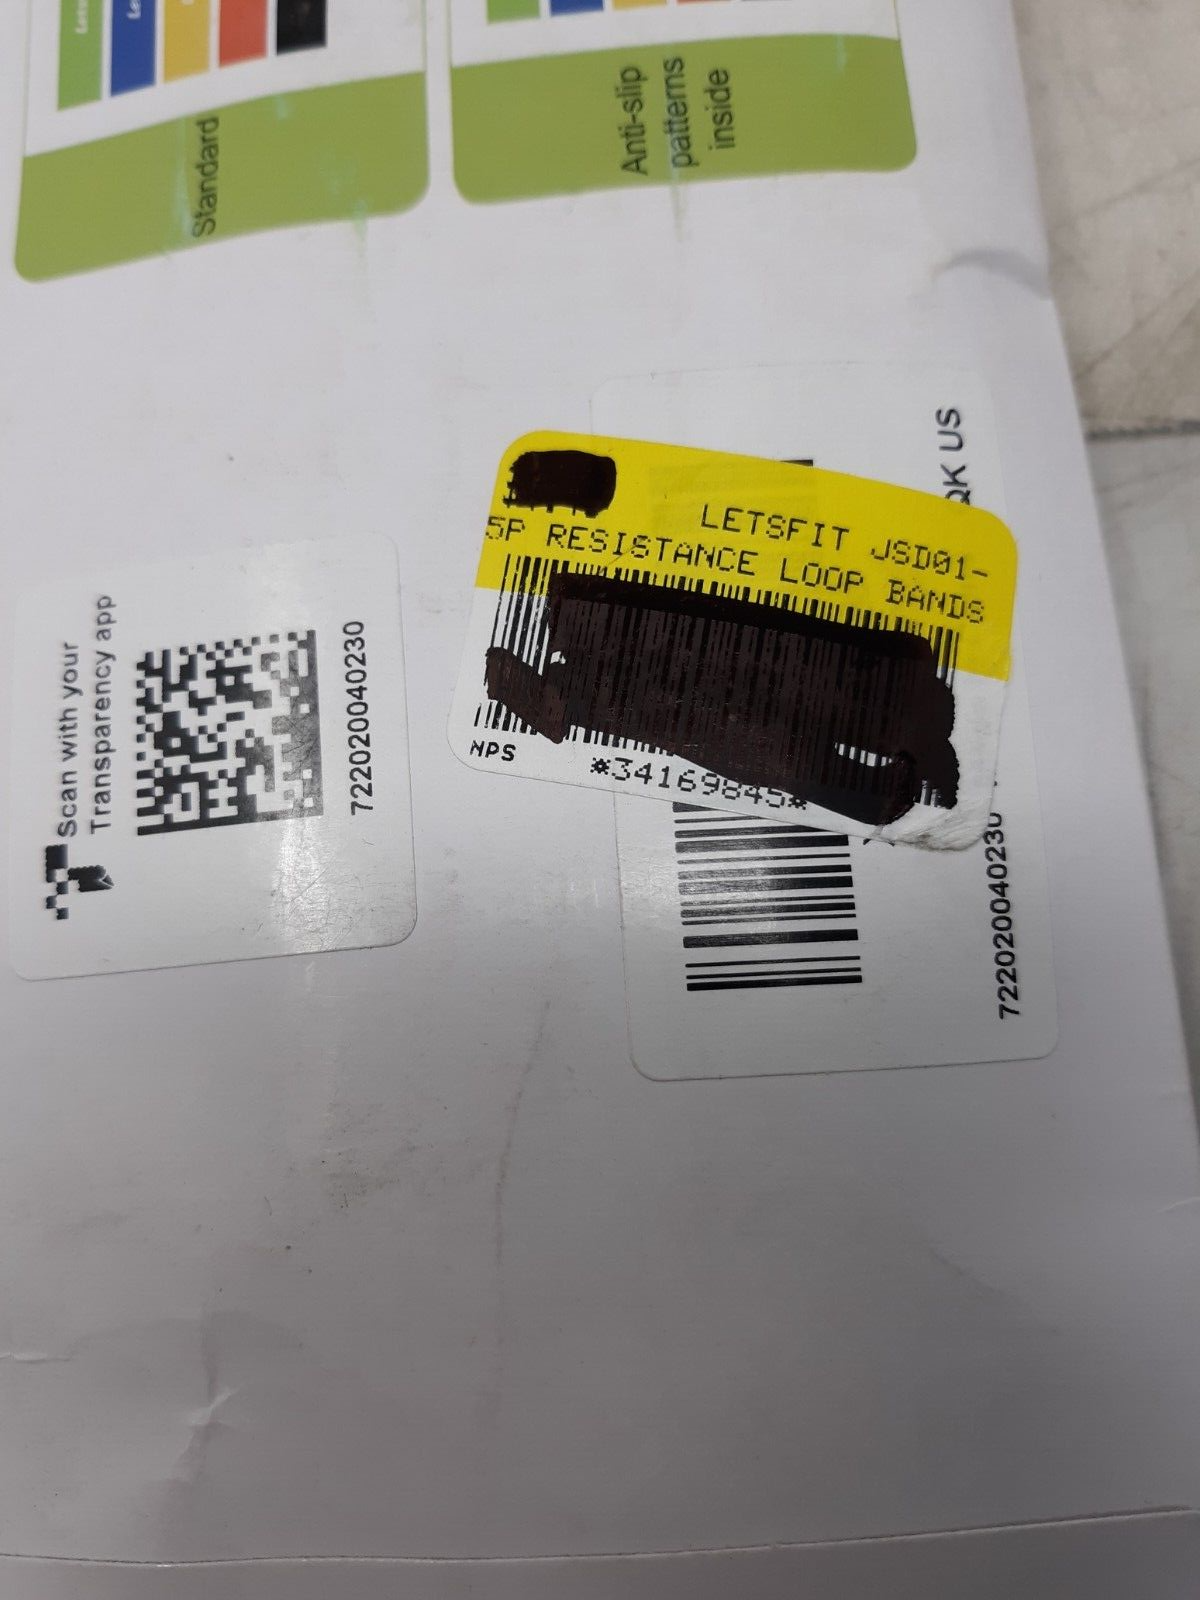 Standard
Anti-slip
patterns
inside
QK US
LETSFIT JSD01-
5P RESISTANCE LOOP BANDS
NPS
*34169845*
Scan with your
Transparency app
722020040230
722020040230